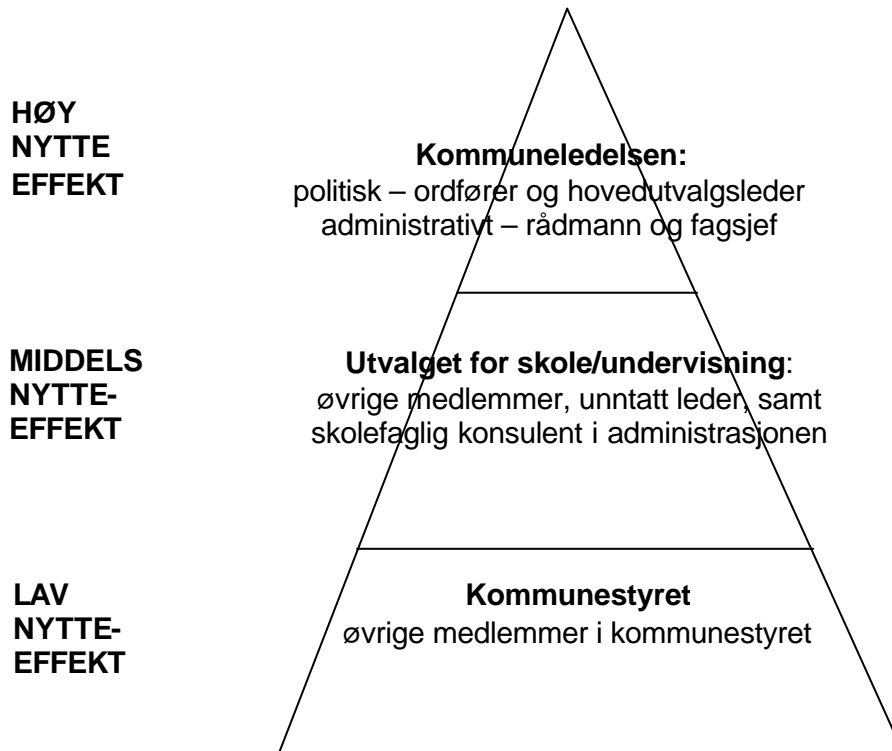 HØY
NYTTE
EFFEKT
Kommuneledelsen:
politisk – ordfører og hovedutvalgsleder
administrativt – rådmann og fagsjef
MIDDELS
NYTTE-
EFFEKT
Utvalget for skole/undervisning:
øvrige medlemmer, unntatt leder, samt
skolefaglig konsulent i administrasjonen
LAV
NYTTE-
EFFEKT
Kommunestyret
øvrige medlemmer i kommunestyret